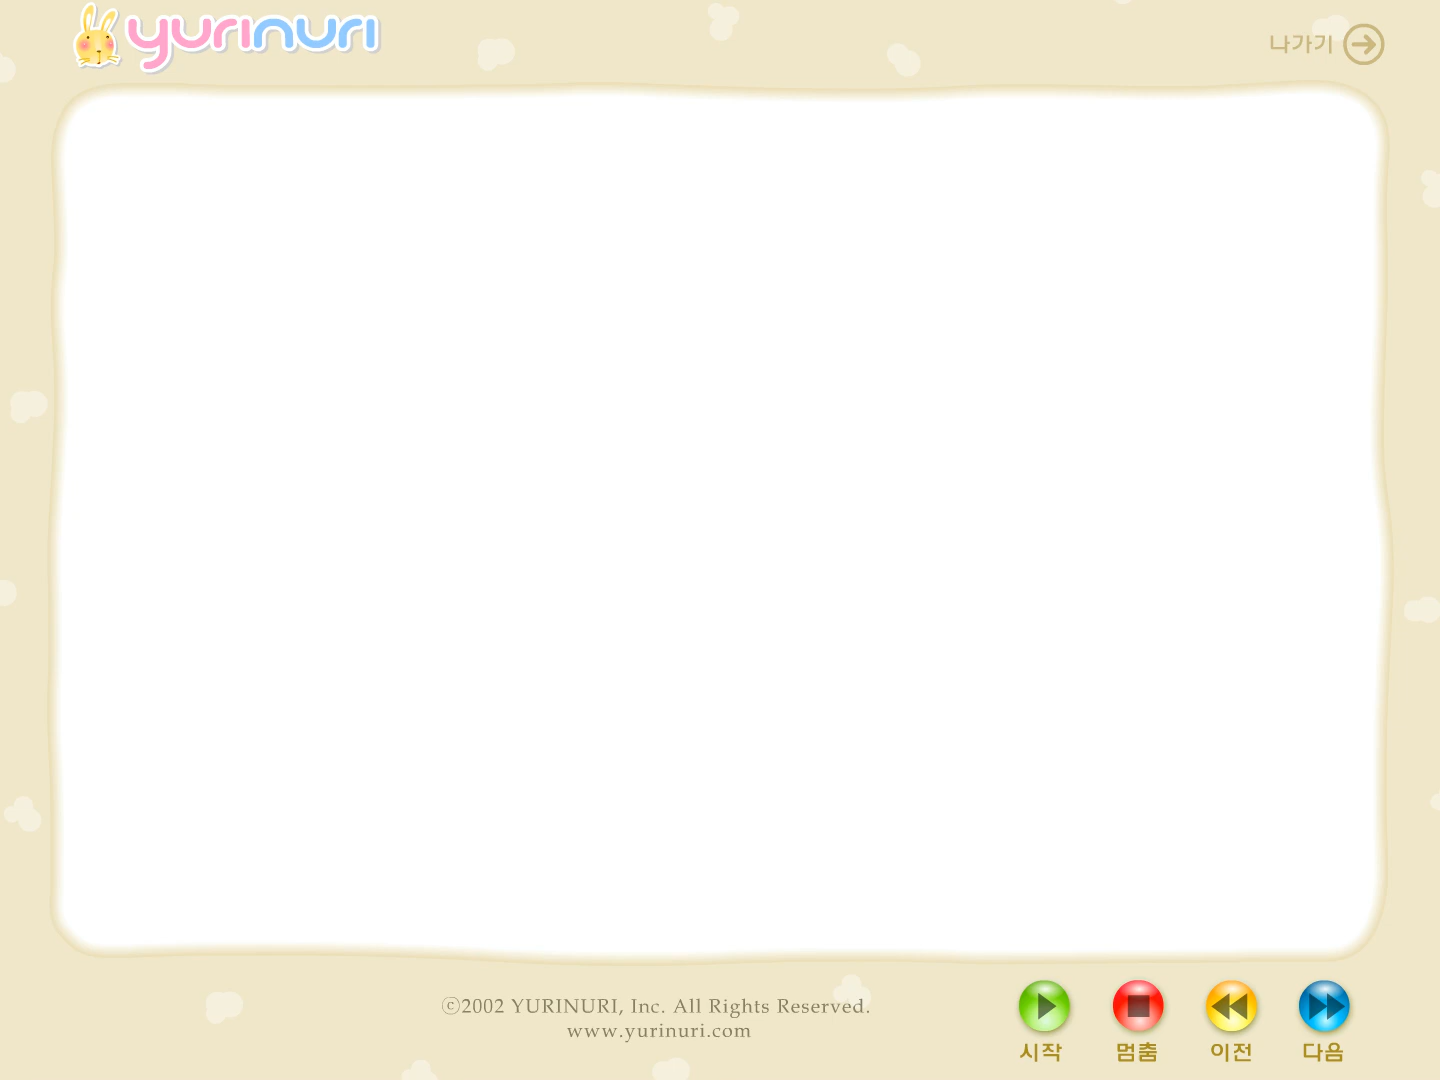 yurinuri
나가기
ⓒ2002 YURINURI, Inc. All Rights Reserved.
www.yurinuri.com
시작 멈춤 이전 다음